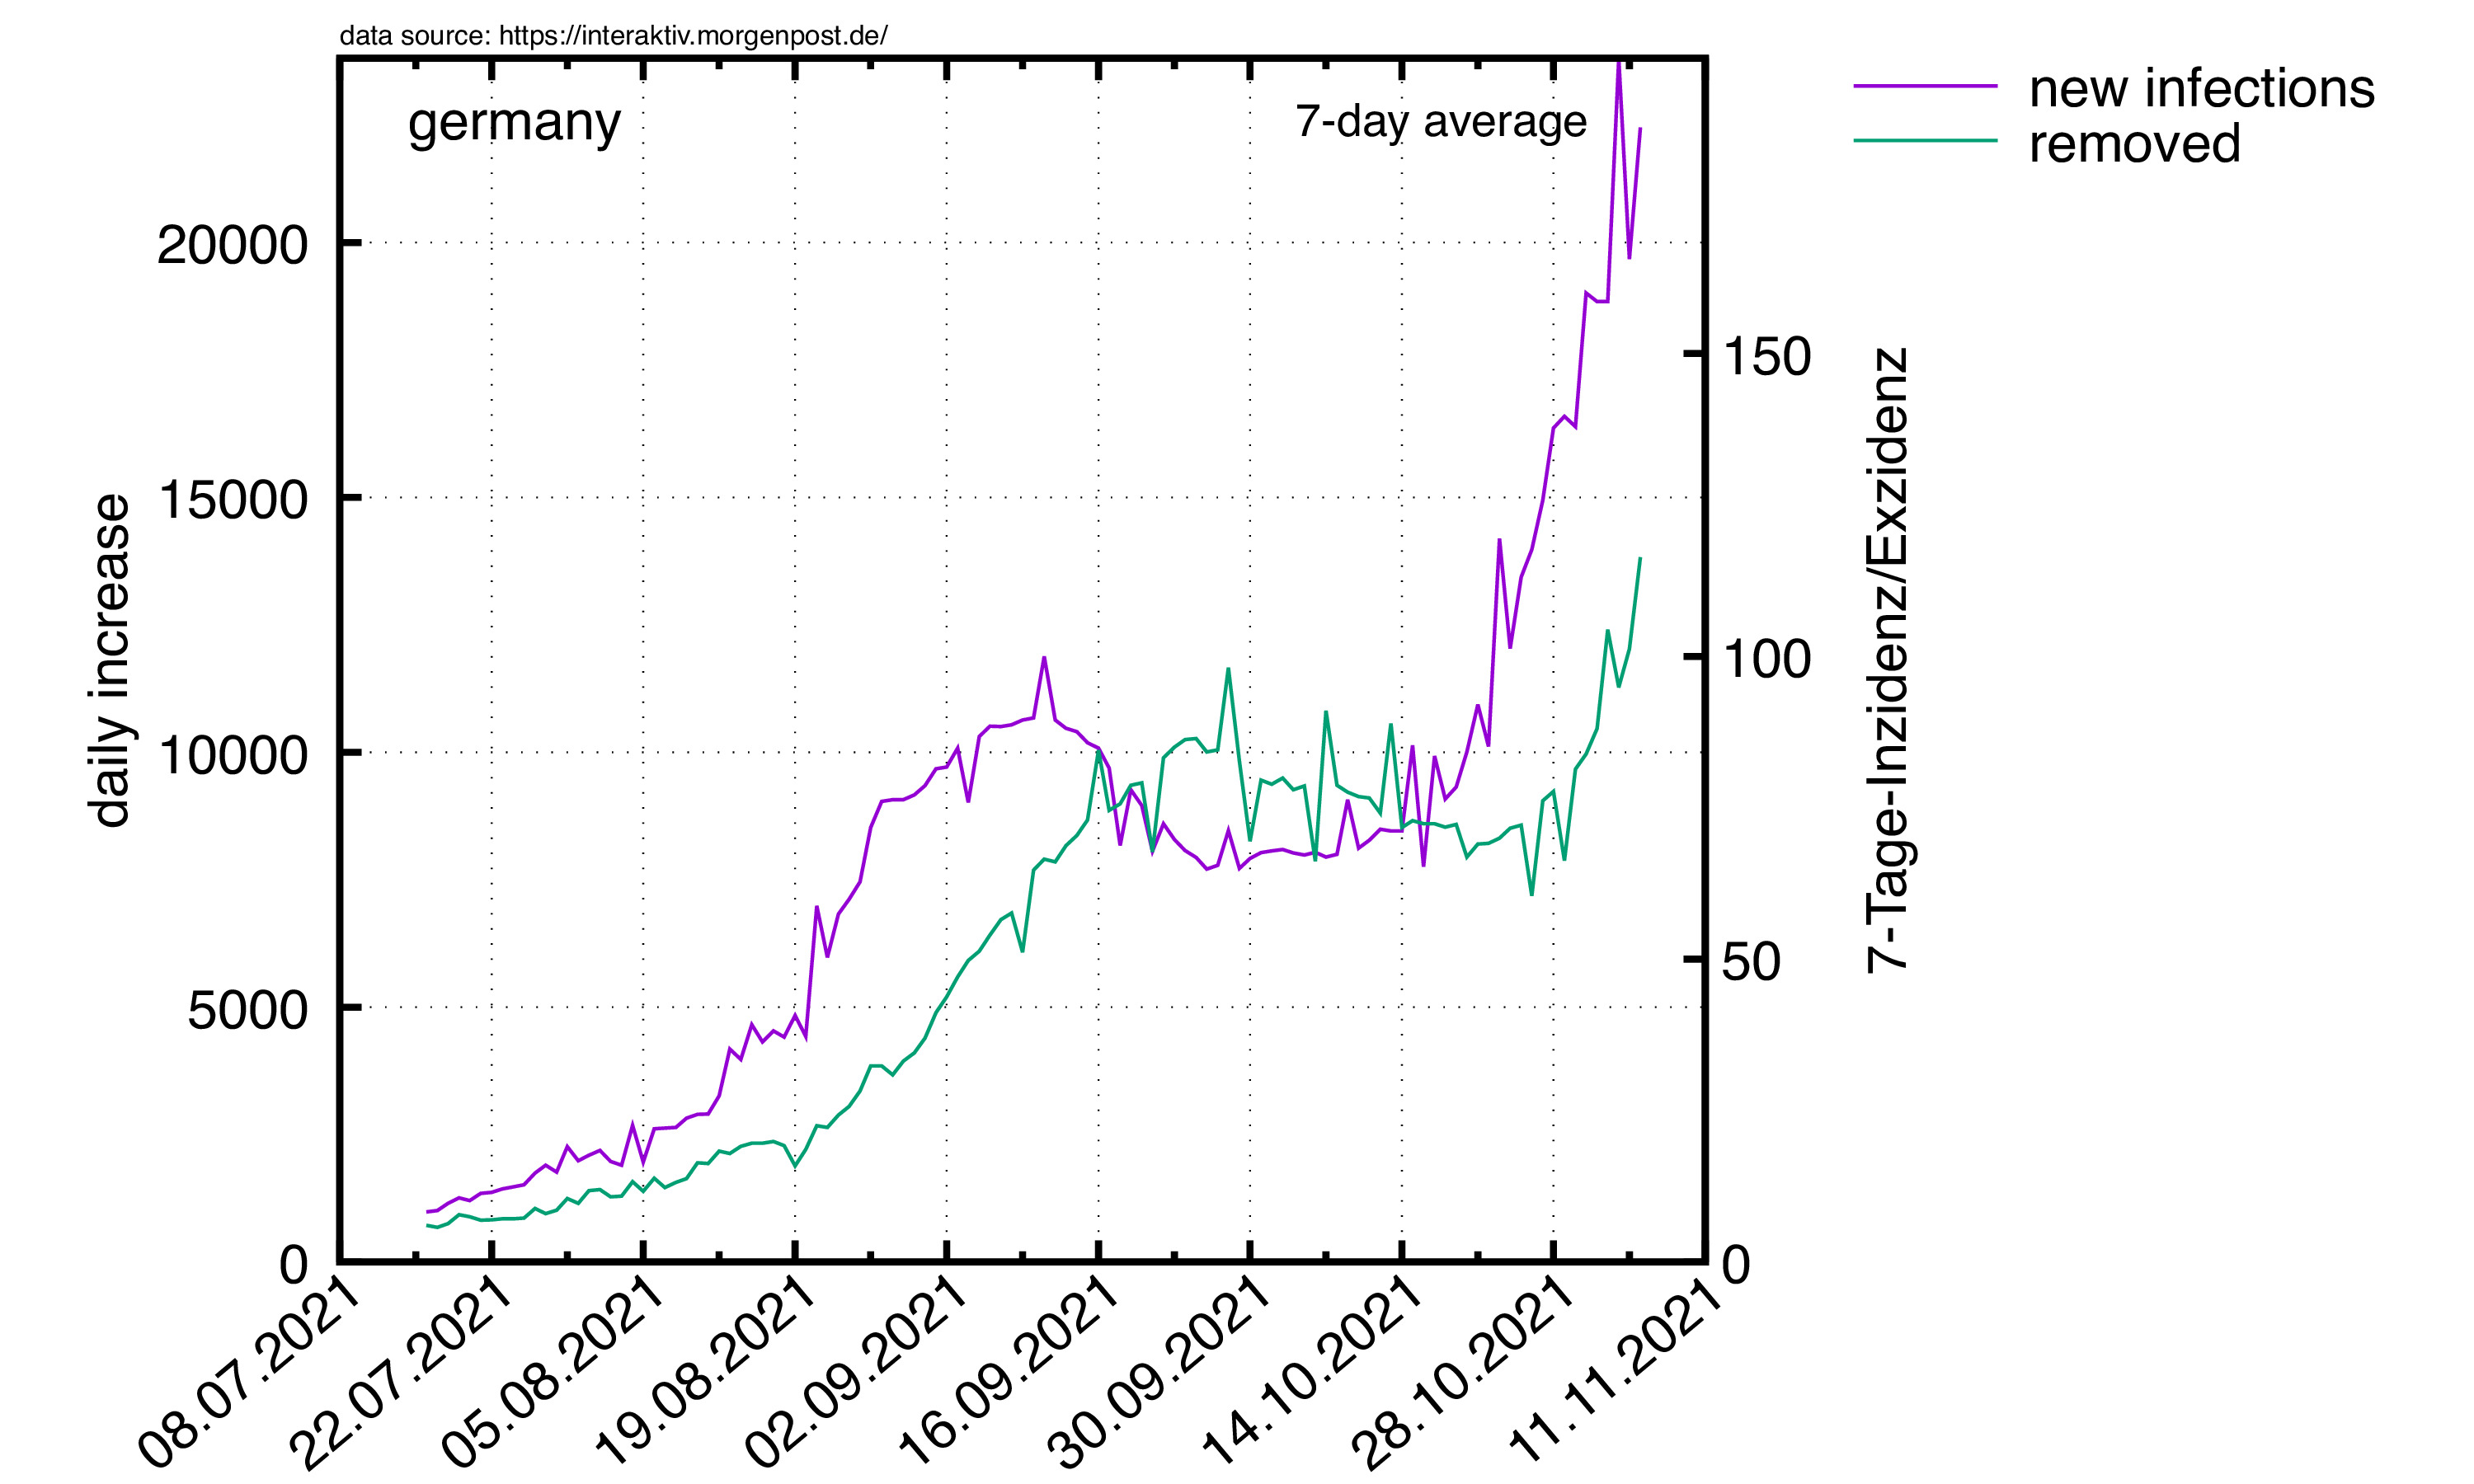 data source: https://interaktiv.morgenpost.de/
germany
7-day average
new infections
removed
daily increase
20000
15000
10000
5000
0
150
100
50
0
7-Tage-Inzidenz/Exzidenz
08.07.2021
22.07.2021
05.08.2021
19.08.2021
02.09.2021
16.09.2021
30.09.2021
14.10.2021
28.10.2021
11.11.2021